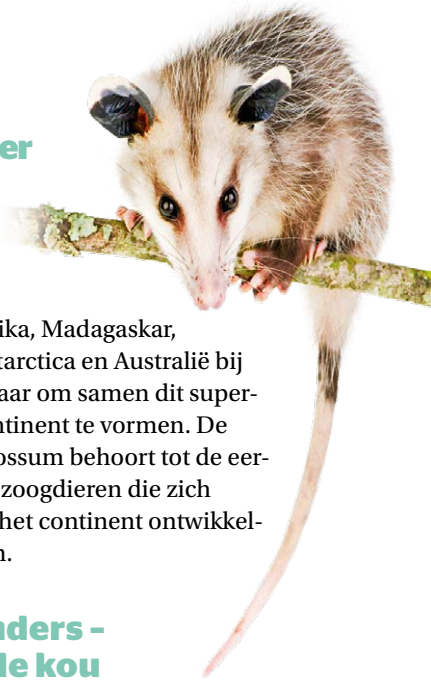 er
ika, Madagaskar,
tarctica en Australië bij
aar om samen dit super-
ntinent te vormen. De
ossum behoort tot de eer-
zoogdieren die zich
het continent ontwikkel-
n.
nders –
de kou